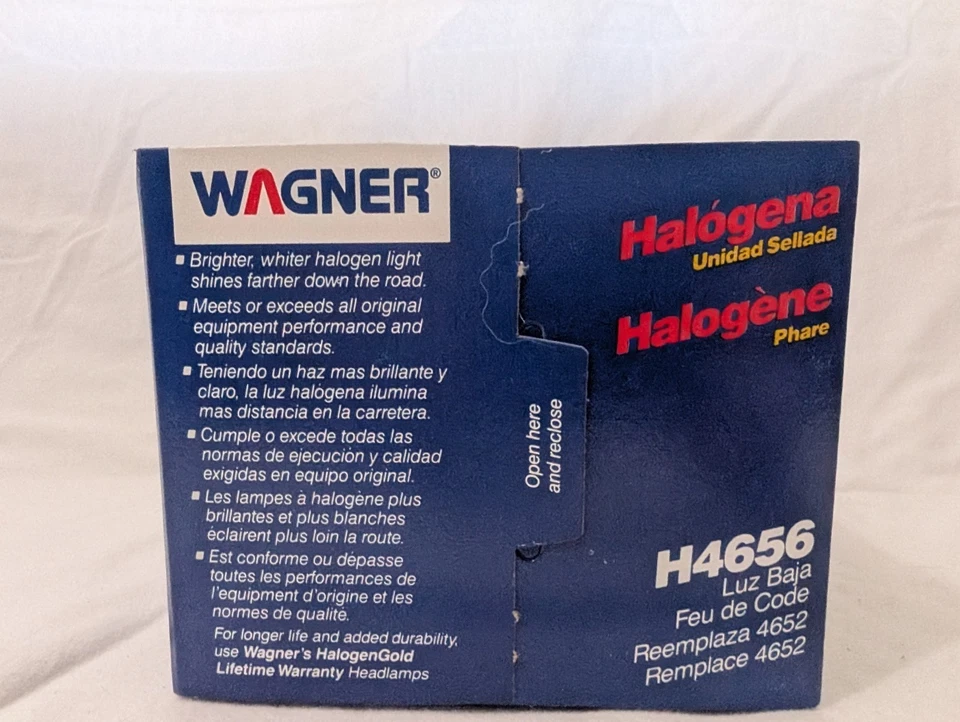 WAGNER®
▪ Brighter, whiter halogen light
shines farther down the road.
▪ Meets or exceeds all original
equipment performance and
quality standards.
▪ Teniendo un haz mas brillante y
claro, la luz halógena ilumina
mas distancia en la carretera.
▪ Cumple o excede todas las
normas de ejecución y calidad
exigidas en equipo original.
▪ Les lampes à halogène plus
brillantes et plus blanches
éclairent plus loin la route.
▪ Est conforme ou dépasse
toutes les performances de
l'equipment d'origine et les
normes de qualité.
For longer life and added durability,
use Wagner's HalogenGold
Lifetime Warranty Headlamps
Open here
and reclose
Halógena
Unidad Sellada
Halogène
Phare
H4656
Luz Baja
Feu de Code
Reemplaza 4652
Remplace 4652